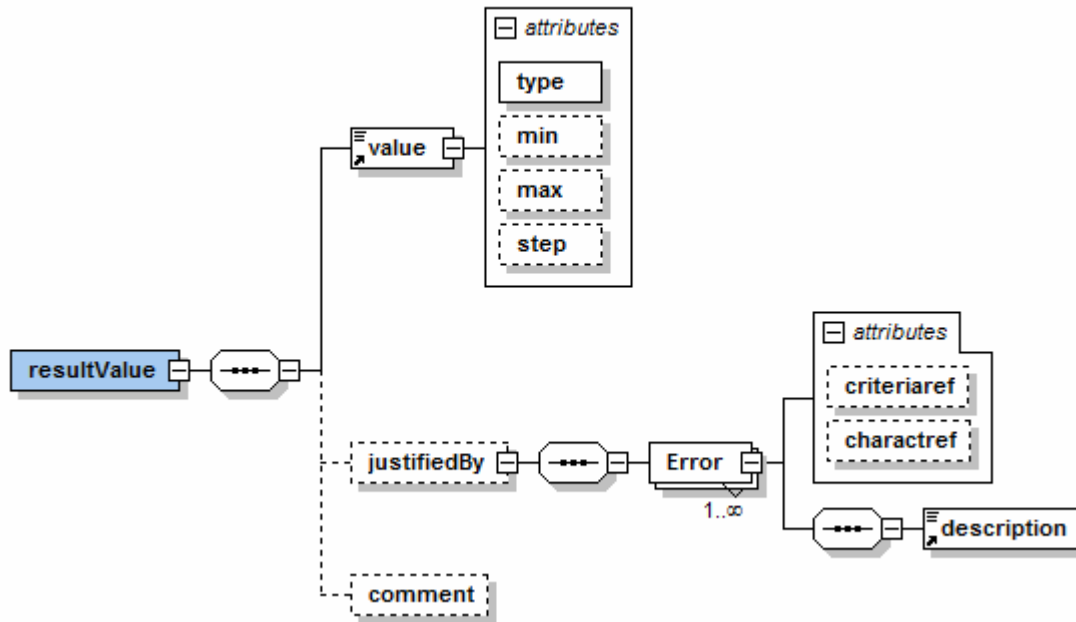 attributes
type
min
value
max
step
attributes
resultValue
criteriaref
charactref
justifiedBy
Error
1..∞
description
comment